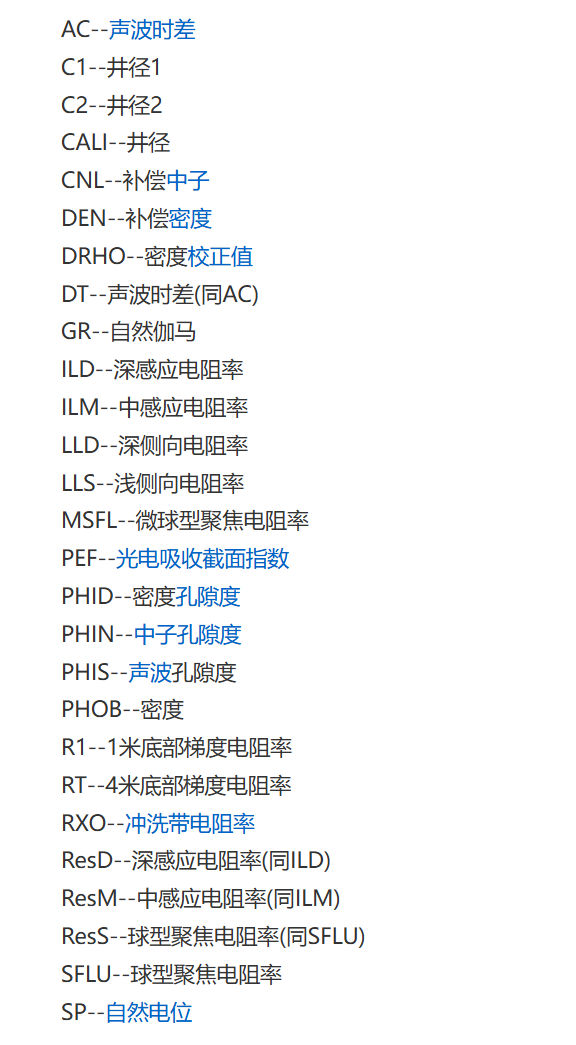 AC--声波时差
C1--井径1
C2--井径2
CALI--井径
CNL--补偿中子
DEN--补偿密度
DRHO--密度校正值
DT--声波时差(同AC)
GR--自然伽马
ILD--深感应电阻率
ILM--中感应电阻率
LLD--深侧向电阻率
LLS--浅侧向电阻率
MSFL--微球型聚焦电阻率
PEF--光电吸收截面指数
PHID--密度孔隙度
PHIN--中子孔隙度
PHIS--声波孔隙度
PHOB--密度
R1--1米底部梯度电阻率
RT--4米底部梯度电阻率
RXO--冲洗带电阻率
ResD--深感应电阻率(同ILD)
ResM--中感应电阻率(同ILM)
ResS--球型聚焦电阻率(同SFLU)
SFLU--球型聚焦电阻率
SP--自然电位